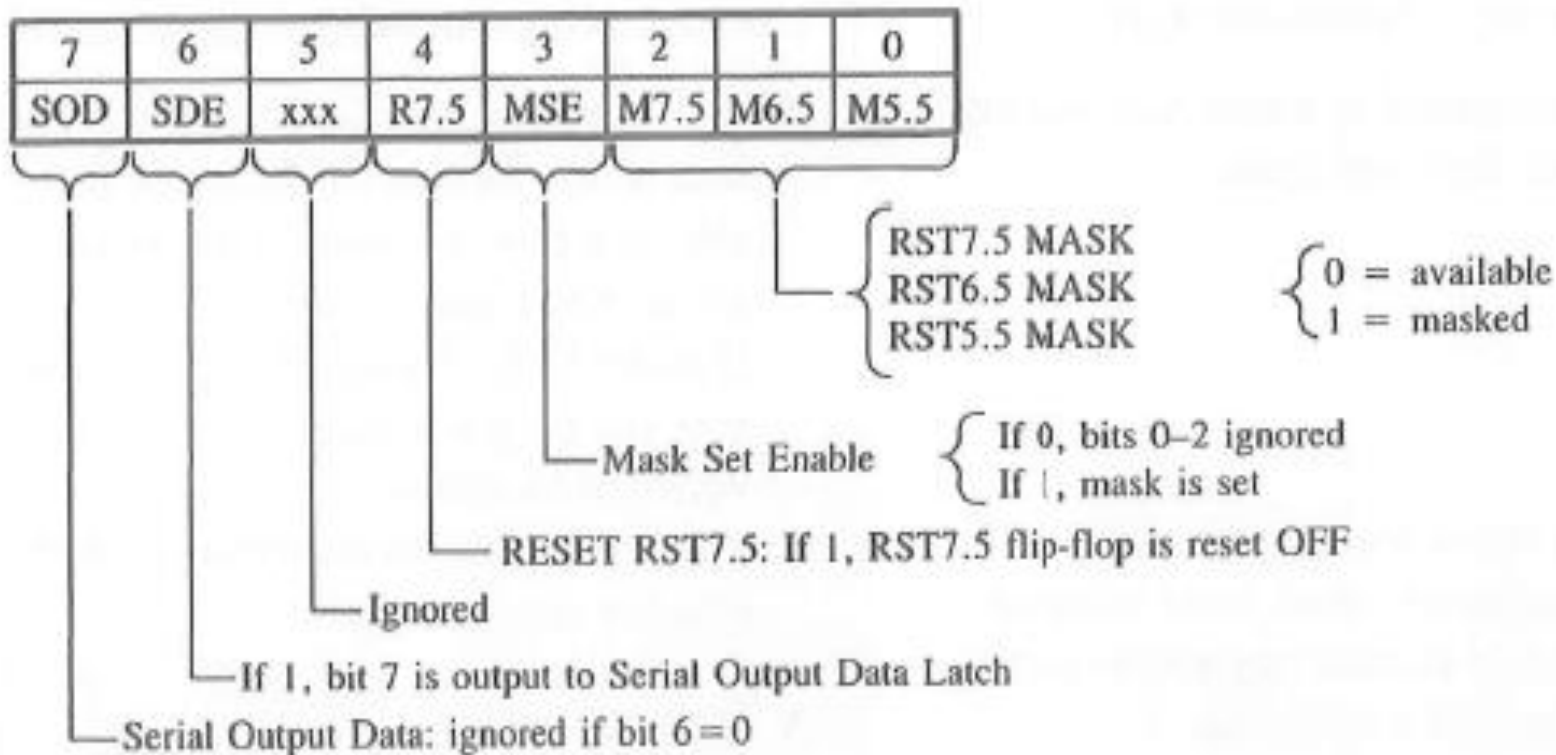 7 6 5 4 3 2 1 0
SOD SDE xxx R7.5 MSE M7.5 M6.5 M5.5
RST7.5 MASK
RST6.5 MASK
RST5.5 MASK
0 = available
1 = masked
Mask Set Enable
If 0, bits 0–2 ignored
If 1, mask is set
RESET RST7.5: If 1, RST7.5 flip-flop is reset OFF
Ignored
If 1, bit 7 is output to Serial Output Data Latch
Serial Output Data: ignored if bit 6=0